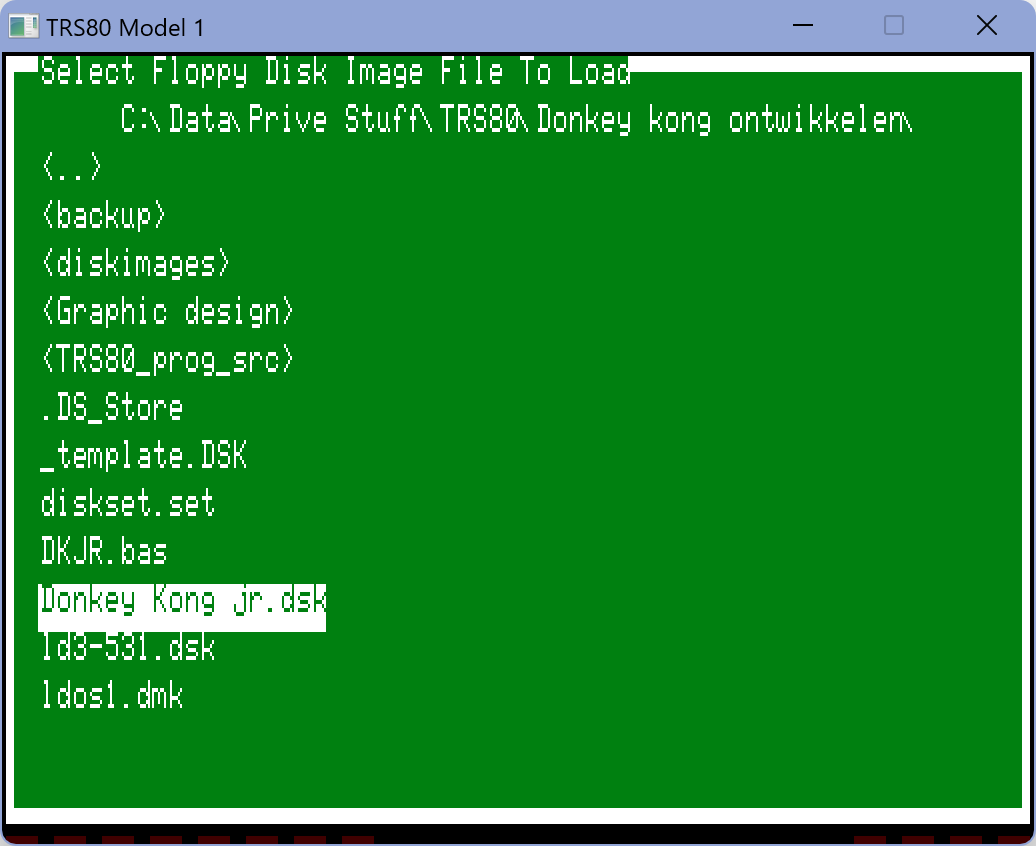 TRS80 Model 1
Select Floppy Disk Image File To Load
C:\Data\Prive Stuff\TRS80\Donkey kong ontwikkelen\
<..>
<backup>
<diskimages>
<Graphic design>
<TRS80_prog_src>
.DS_Store
_template.DSK
diskset.set
DKJR.bas
Donkey Kong jr.dsk
ld3-531.dsk
ldos1.dmk